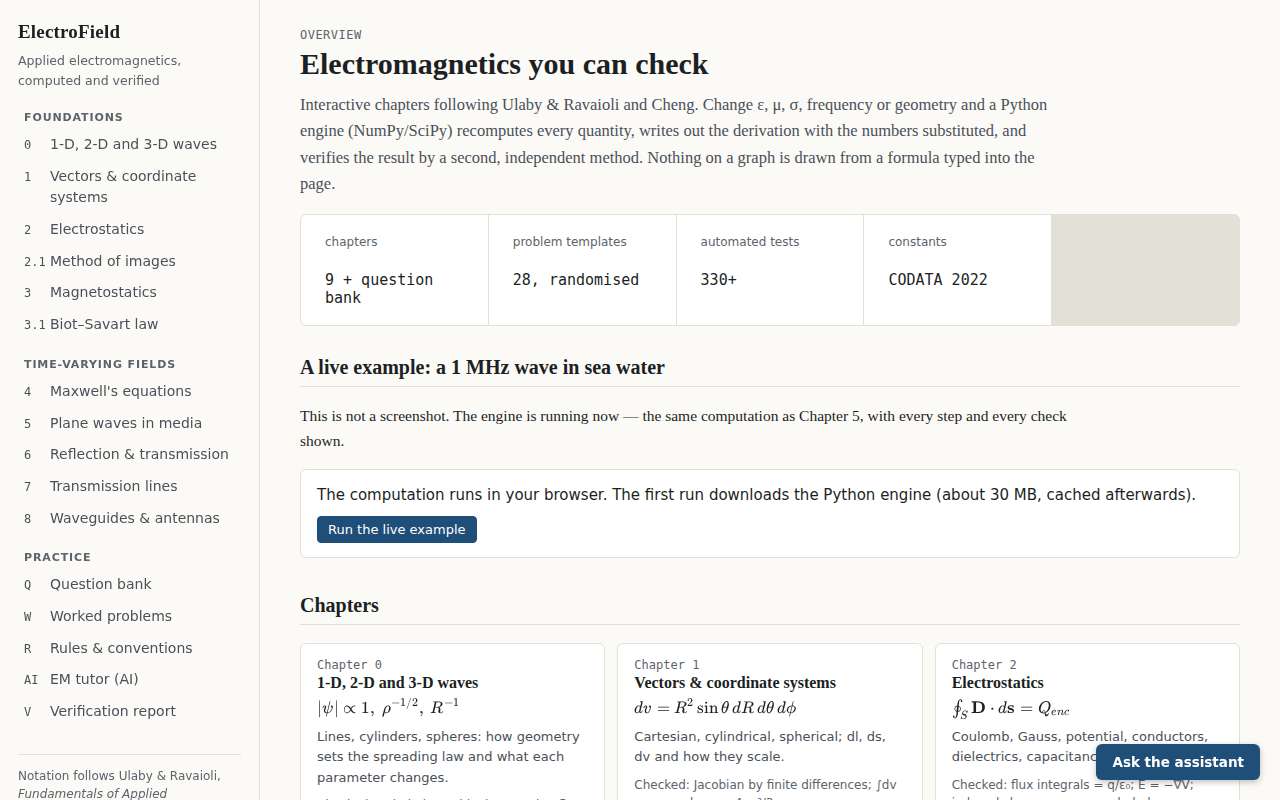 ElectroField
Applied electromagnetics,
computed and verified
FOUNDATIONS
0 1-D, 2-D and 3-D waves
1 Vectors & coordinate
systems
2 Electrostatics
2.1 Method of images
3 Magnetostatics
3.1 Biot–Savart law
TIME-VARYING FIELDS
4 Maxwell's equations
5 Plane waves in media
6 Reflection & transmission
7 Transmission lines
8 Waveguides & antennas
PRACTICE
Q Question bank
W Worked problems
R Rules & conventions
AI EM tutor (AI)
V Verification report
Notation follows Ulaby & Ravaioli,
Fundamentals of Applied
OVERVIEW
Electromagnetics you can check
Interactive chapters following Ulaby & Ravaioli and Cheng. Change ε, μ, σ, frequency or geometry and a Python
engine (NumPy/SciPy) recomputes every quantity, writes out the derivation with the numbers substituted, and
verifies the result by a second, independent method. Nothing on a graph is drawn from a formula typed into the
page.
chapters
9 + question
bank
problem templates
28, randomised
automated tests
330+
constants
CODATA 2022
A live example: a 1 MHz wave in sea water
This is not a screenshot. The engine is running now — the same computation as Chapter 5, with every step and every check
shown.
The computation runs in your browser. The first run downloads the Python engine (about 30 MB, cached afterwards).
Run the live example
Chapters
Chapter 0
1-D, 2-D and 3-D waves
|ψ| ∝ 1, ρ^{−1/2}, R^{−1}
Lines, cylinders, spheres: how geometry
sets the spreading law and what each
parameter changes.
Chapter 1
Vectors & coordinate systems
dv = R² sin θ dR dθ dϕ
Cartesian, cylindrical, spherical; dl, ds,
dv and how they scale.
Checked: Jacobian by finite differences; ∫dv
Chapter 2
Electrostatics
∮_S D · ds = Q_{enc}
Coulomb, Gauss, potential, conductors,
dielectrics,
Checked: flux integrals = q/ε₀; E = −∇V;
Ask the assistant